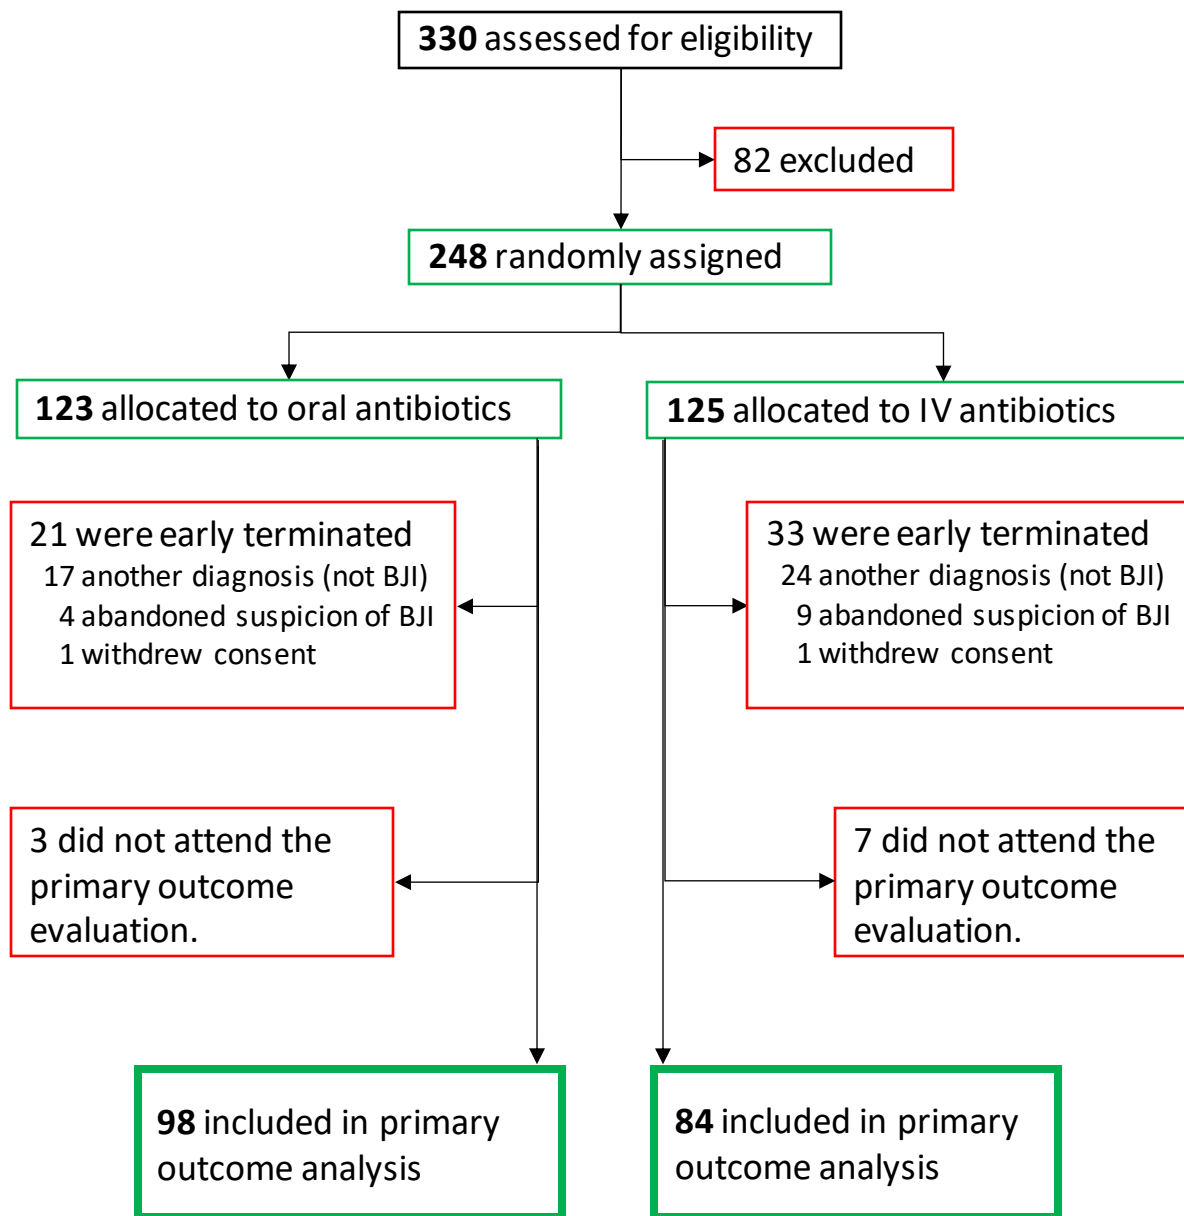 330 assessed for eligibility
82 excluded
248 randomly assigned
123 allocated to oral antibiotics
125 allocated to IV antibiotics
21 were early terminated
17 another diagnosis (not BJI)
4 abandoned suspicion of BJI
1 withdrew consent
33 were early terminated
24 another diagnosis (not BJI)
9 abandoned suspicion of BJI
1 withdrew consent
3 did not attend the
primary outcome
evaluation.
7 did not attend the
primary outcome
evaluation.
98 included in primary
outcome analysis
84 included in primary
outcome analysis